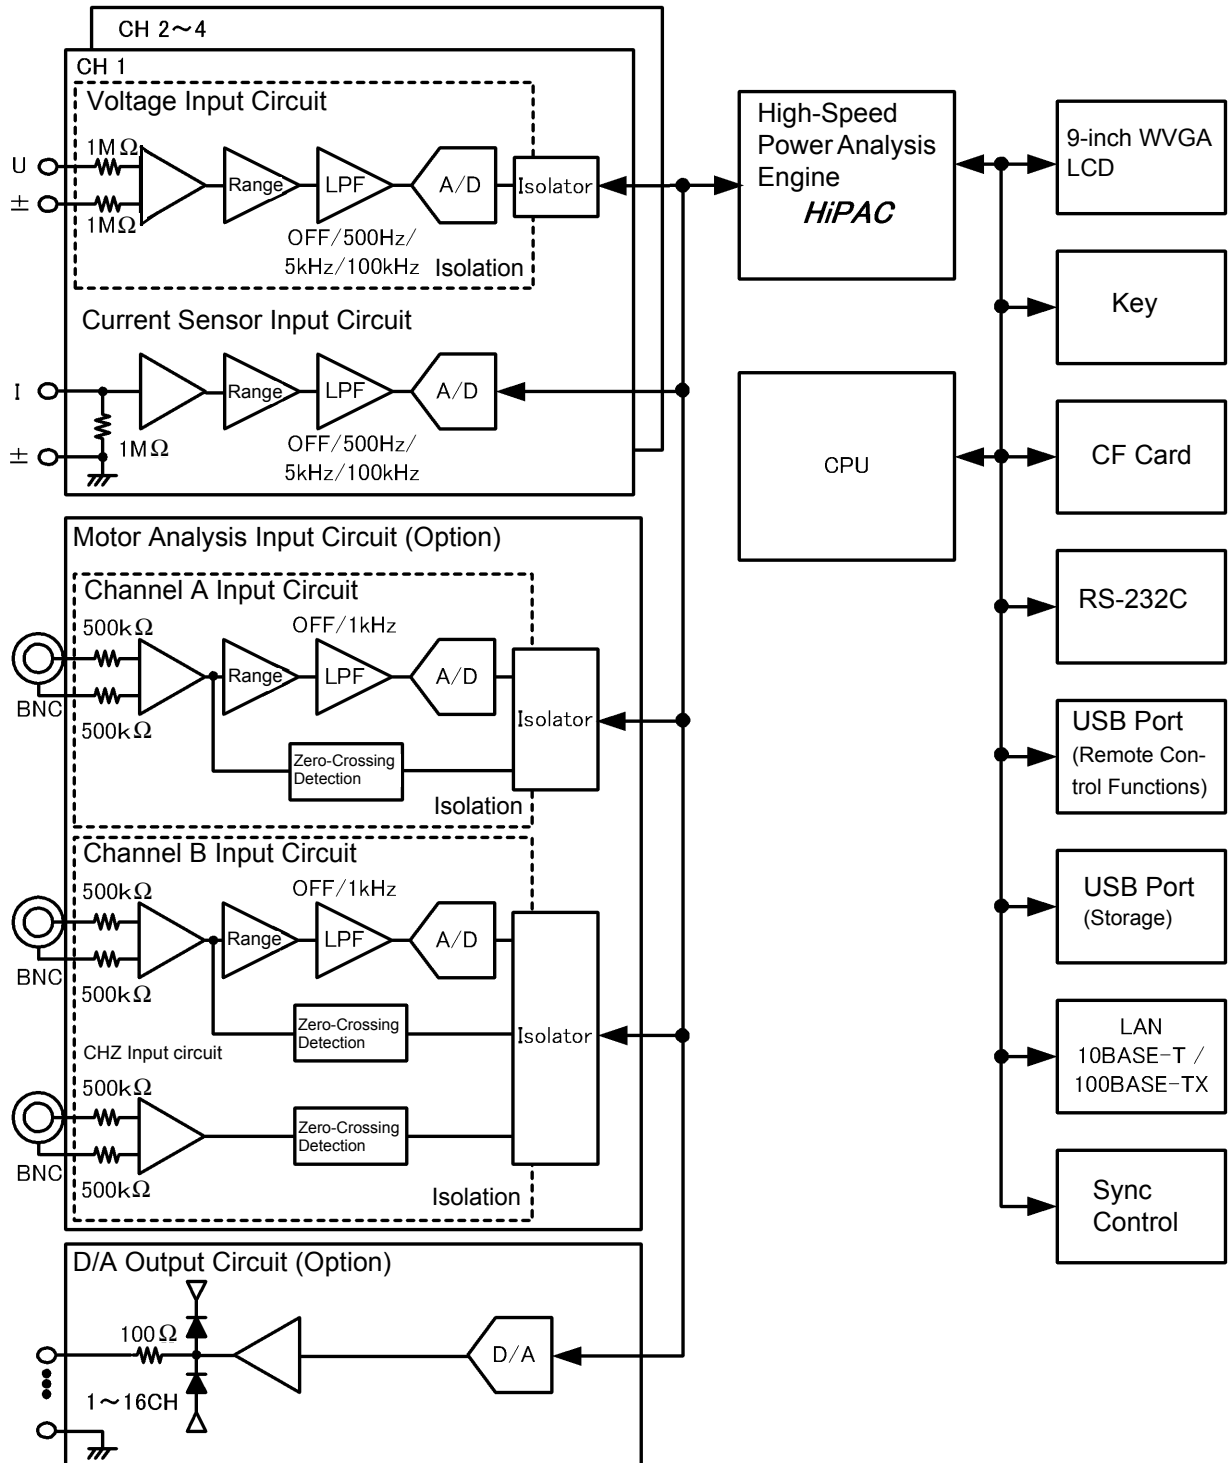 CH 2～4
CH 1
Voltage Input Circuit
1MΩ
U
±
1MΩ
Range
LPF
A/D
Isolator
OFF/500Hz/
5kHz/100kHz
Isolation
Current Sensor Input Circuit
I
±
1MΩ
Range
LPF
A/D
OFF/500Hz/
5kHz/100kHz
Motor Analysis Input Circuit (Option)
Channel A Input Circuit
500kΩ
OFF/1kHz
BNC
500kΩ
Range
LPF
A/D
Isolator
Zero-Crossing
Detection
Isolation
Channel B Input Circuit
500kΩ
OFF/1kHz
BNC
500kΩ
Range
LPF
A/D
Isolator
Zero-Crossing
Detection
CHZ Input circuit
500kΩ
BNC
500kΩ
Zero-Crossing
Detection
Isolation
D/A Output Circuit (Option)
100Ω
D/A
1～16CH
High-Speed
Power Analysis
Engine
HiPAC
CPU
9-inch WVGA
LCD
Key
CF Card
RS-232C
USB Port
(Remote Con-
trol Functions)
USB Port
(Storage)
LAN
10BASE-T /
100BASE-TX
Sync
Control